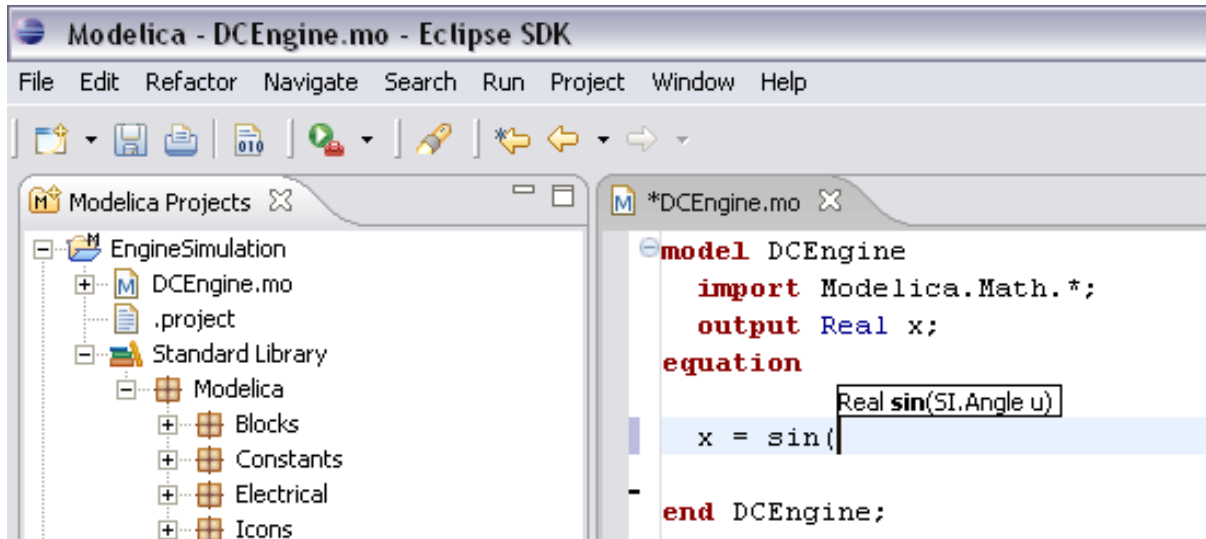 Modelica - DCEngine.mo - Eclipse SDK
File Edit Refactor Navigate Search Run Project Window Help
010
Modelica Projects
EngineSimulation
DCEngine.mo
.project
Standard Library
Modelica
Blocks
Constants
Electrical
Icons
*DCEngine.mo
model DCEngine
import Modelica.Math.*;
output Real x;
equation
Real sin(SI.Angle u)
x = sin(
end DCEngine;